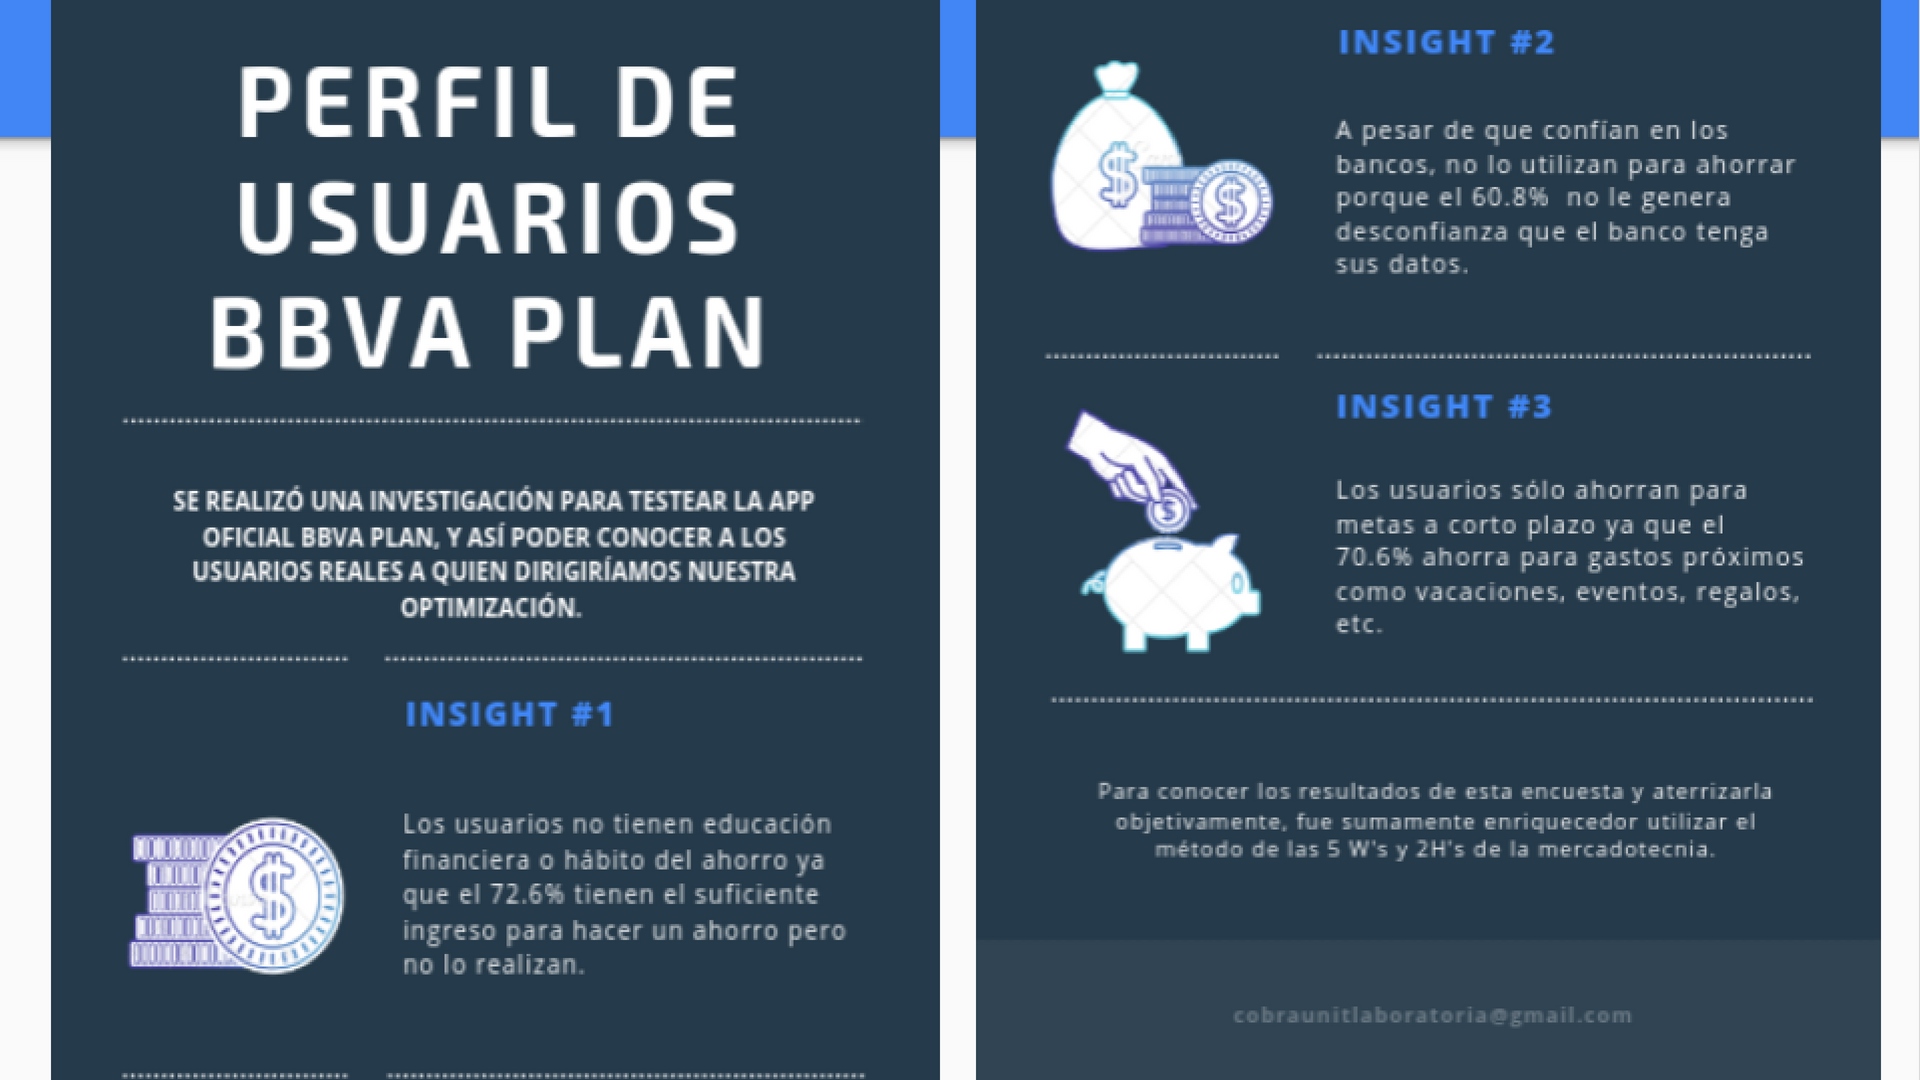 PERFIL DE
USUARIOS
BBVA PLAN
SE REALIZÓ UNA INVESTIGACIÓN PARA TESTEAR LA APP
OFICIAL BBVA PLAN, Y ASÍ PODER CONOCER A LOS
USUARIOS REALES A QUIEN DIRIGIRÍAMOS NUESTRA
OPTIMIZACIÓN.
INSIGHT #1
Los usuarios no tienen educación
financiera o hábito del ahorro ya
que el 72.6% tienen el suficiente
ingreso para hacer un ahorro pero
no lo realizan.
INSIGHT #2
A pesar de que confían en los
bancos, no lo utilizan para ahorrar
porque el 60.8% no le genera
desconfianza que el banco tenga
sus datos.
INSIGHT #3
Los usuarios sólo ahorran para
metas a corto plazo ya que el
70.6% ahorra para gastos próximos
como vacaciones, eventos, regalos,
etc.
Para conocer los resultados de esta encuesta y aterrizarla
objetivamente, fue sumamente enriquecedor utilizar el
método de las 5 W's y 2H's de la mercadotecnia.
cobraunitlaboratoria@gmail.com